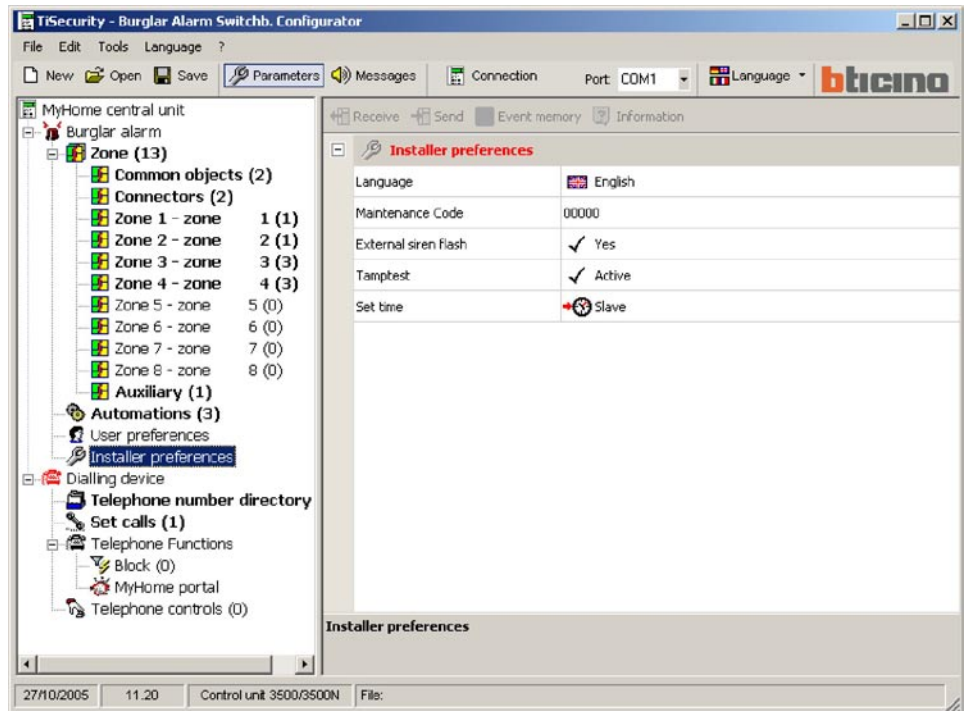 TiSecurity - Burglar Alarm Switchb. Configurator
File Edit Tools Language ?
New Open Save Parameters Messages Connection Port COM1 Language bticino
MyHome central unit
Burglar alarm
Zone (13)
Common objects (2)
Connectors (2)
Zone 1 - zone 1 (1)
Zone 2 - zone 2 (1)
Zone 3 - zone 3 (3)
Zone 4 - zone 4 (3)
Zone 5 - zone 5 (0)
Zone 6 - zone 6 (0)
Zone 7 - zone 7 (0)
Zone 8 - zone 8 (0)
Auxiliary (1)
Automations (3)
User preferences
Installer preferences
Dialling device
Telephone number directory
Set calls (1)
Telephone Functions
Block (0)
MyHome portal
Telephone controls (0)
Receive Send Event memory Information
Installer preferences
Language English
Maintenance Code 00000
External siren flash Yes
Tamptest Active
Set time Slave
Installer preferences
27/10/2005 11.20 Control unit 3500/3500N File: